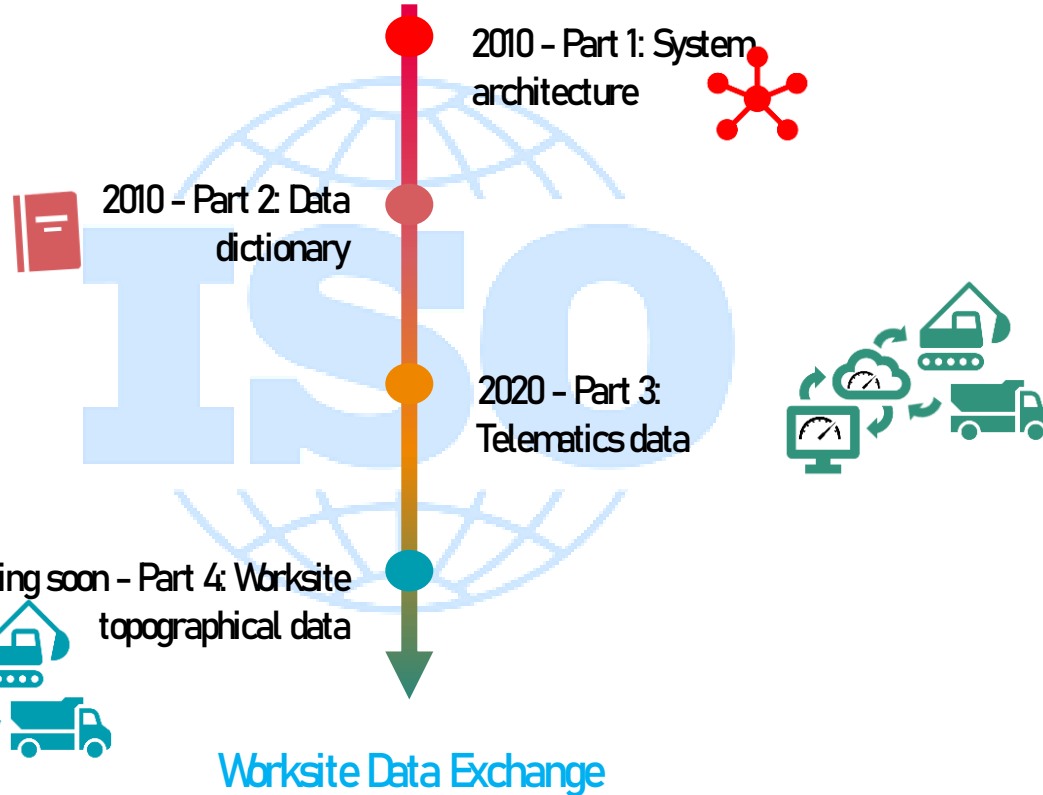 2010 - Part 1: System
architecture
2010 - Part 2: Data
dictionary
ISO
2020 - Part 3:
Telematics data
ing soon - Part 4: Worksite
topographical data
Worksite Data Exchange